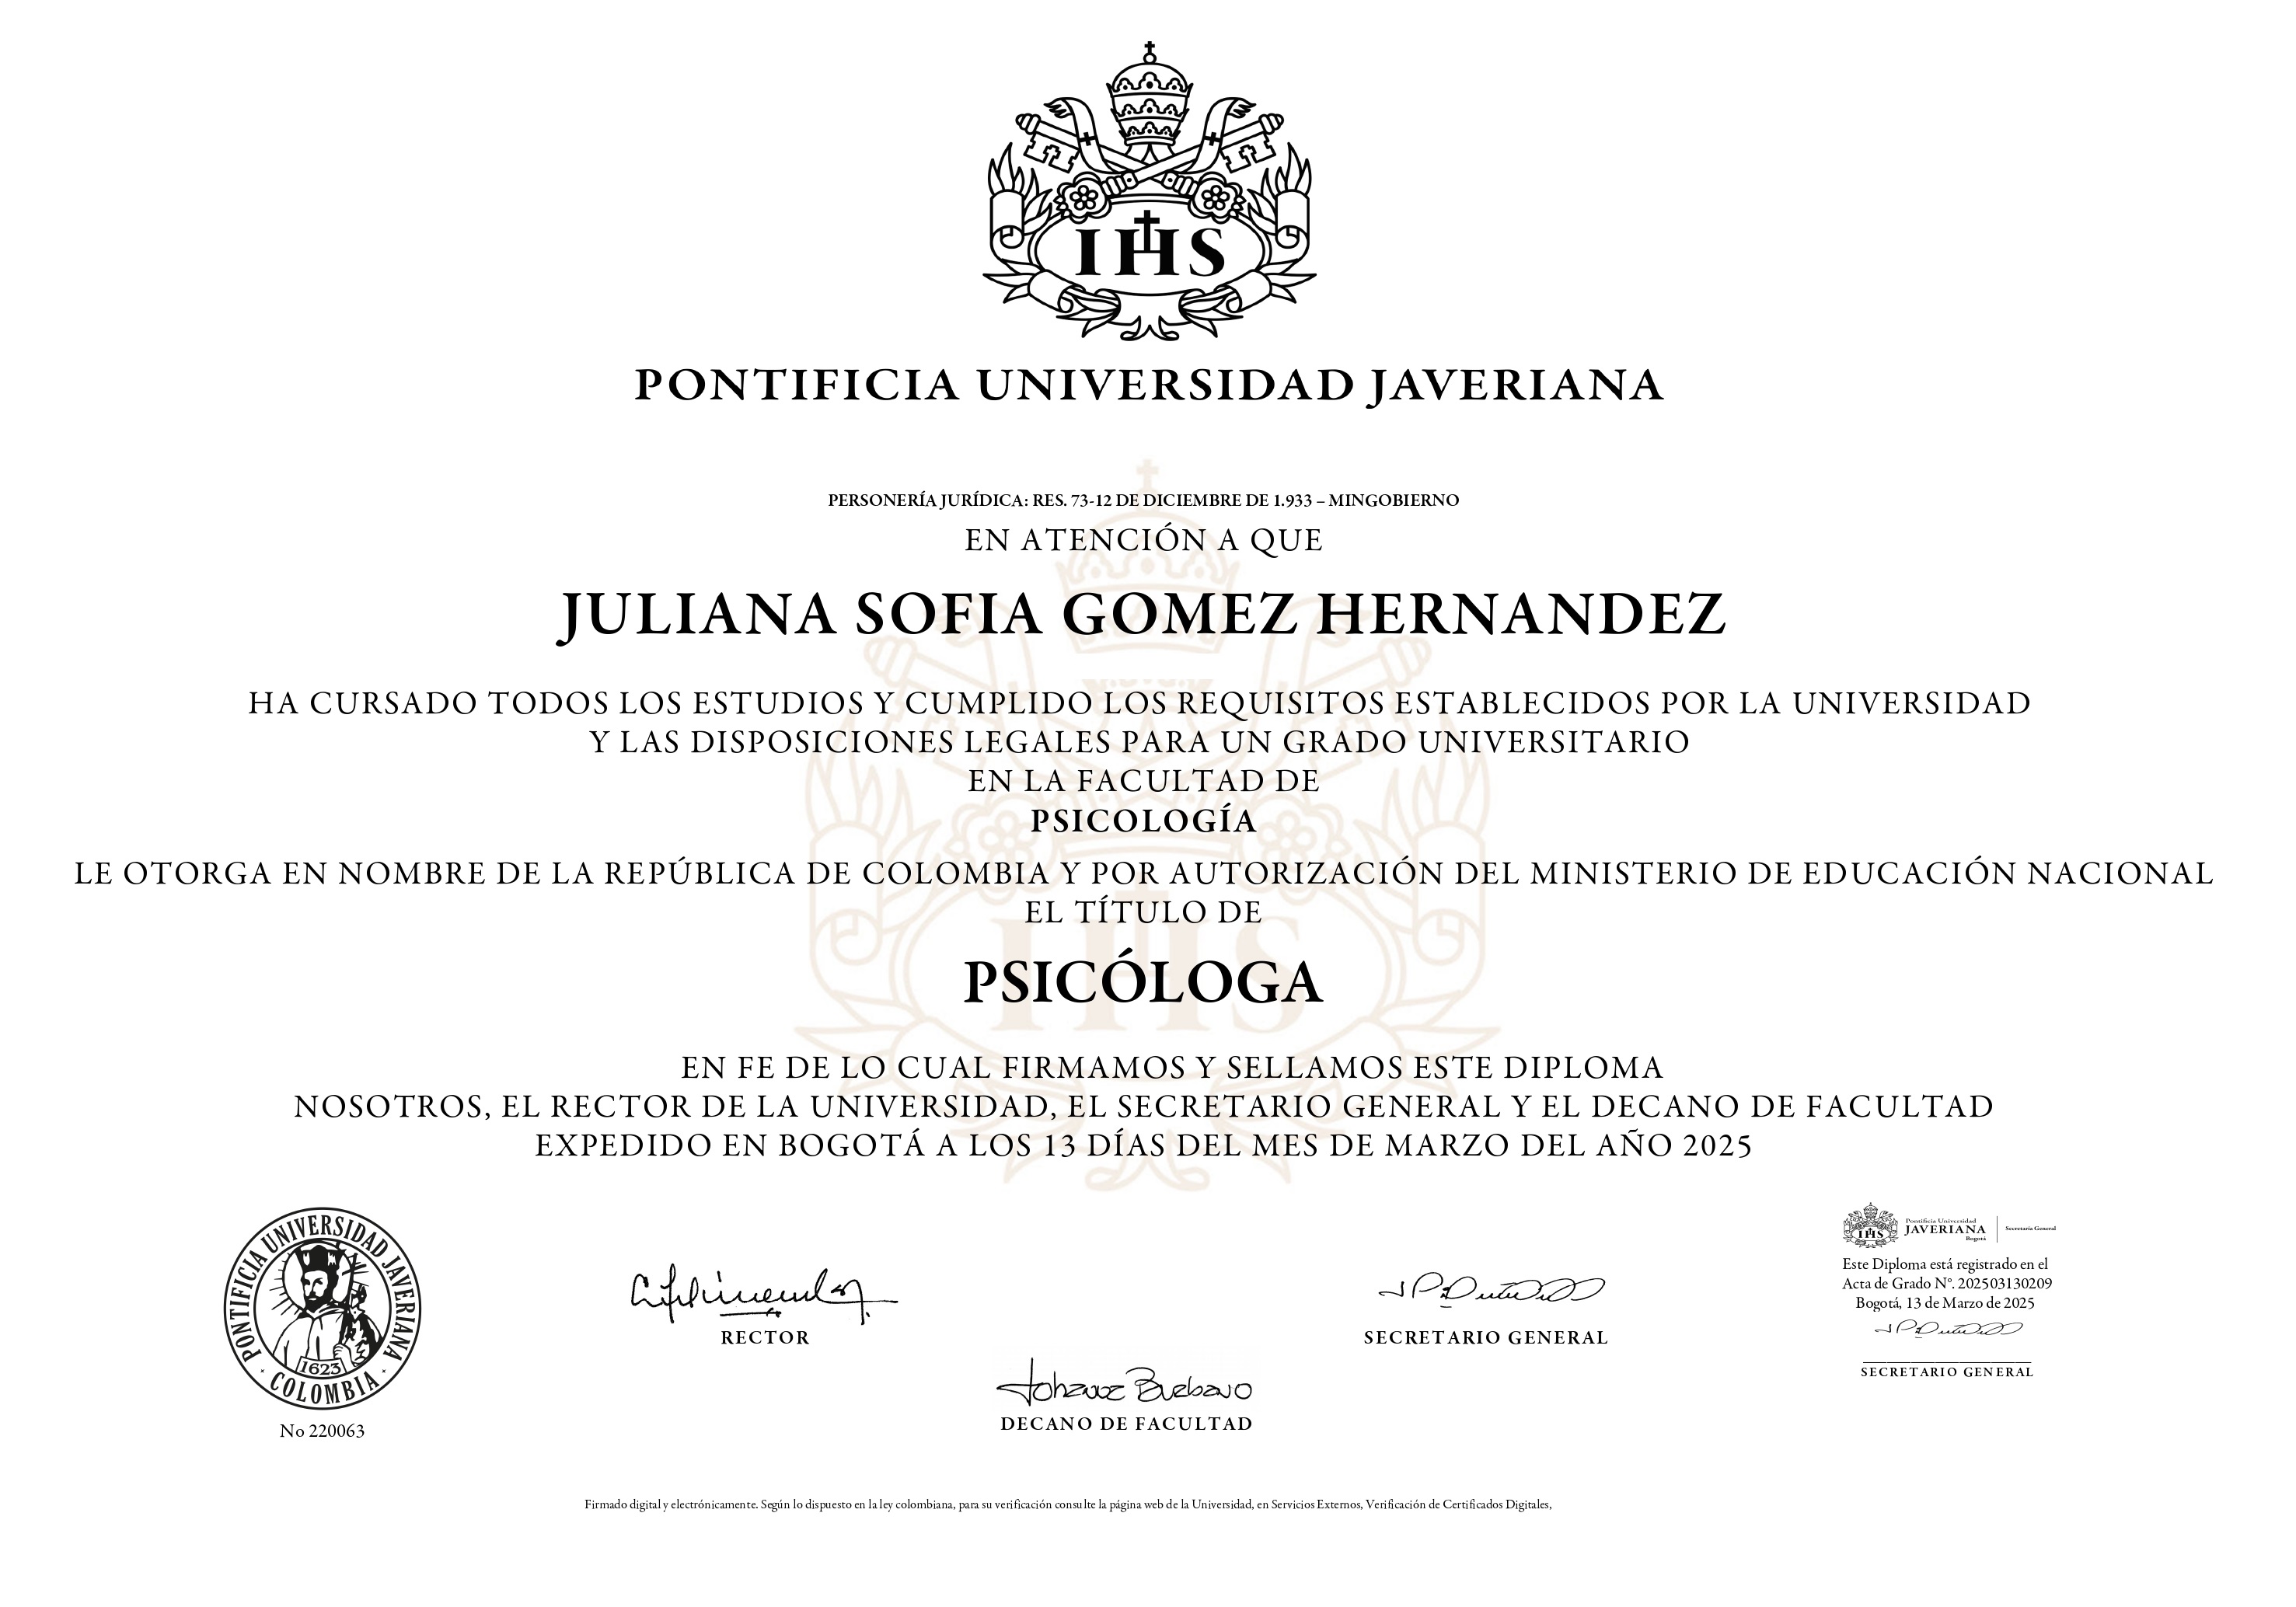 IHS
PONTIFICIA UNIVERSIDAD JAVERIANA
PERSONERÍA JURÍDICA: RES. 73-12 DE DICIEMBRE DE 1.933 – MINGOBIERNO
EN ATENCIÓN A QUE
JULIANA SOFIA GOMEZ HERNANDEZ
HA CURSADO TODOS LOS ESTUDIOS Y CUMPLIDO LOS REQUISITOS ESTABLECIDOS POR LA UNIVERSIDAD
Y LAS DISPOSICIONES LEGALES PARA UN GRADO UNIVERSITARIO
EN LA FACULTAD DE
PSICOLOGÍA
LE OTORGA EN NOMBRE DE LA REPÚBLICA DE COLOMBIA Y POR AUTORIZACIÓN DEL MINISTERIO DE EDUCACIÓN NACIONAL
EL TÍTULO DE
IHS
PSICÓLOGA
EN FE DE LO CUAL FIRMAMOS Y SELLAMOS ESTE DIPLOMA
NOSOTROS, EL RECTOR DE LA UNIVERSIDAD, EL SECRETARIO GENERAL Y EL DECANO DE FACULTAD
EXPEDIDO EN BOGOTÁ A LOS 13 DÍAS DEL MES DE MARZO DEL AÑO 2025
PONTIFICIA UNIVERSIDAD JAVERIANA
1623
· COLOMBIA ·
No 220063
RECTOR
DECANO DE FACULTAD
SECRETARIO GENERAL
IHS
Pontificia Universidad
JAVERIANA
Bogotá
Secretaría General
Este Diploma está registrado en el
Acta de Grado Nº. 202503130209
Bogotá, 13 de Marzo de 2025
SECRETARIO GENERAL
Firmado digital y electrónicamente. Según lo dispuesto en la ley colombiana, para su verificación consulte la página web de la Universidad, en Servicios Externos, Verificación de Certificados Digitales,